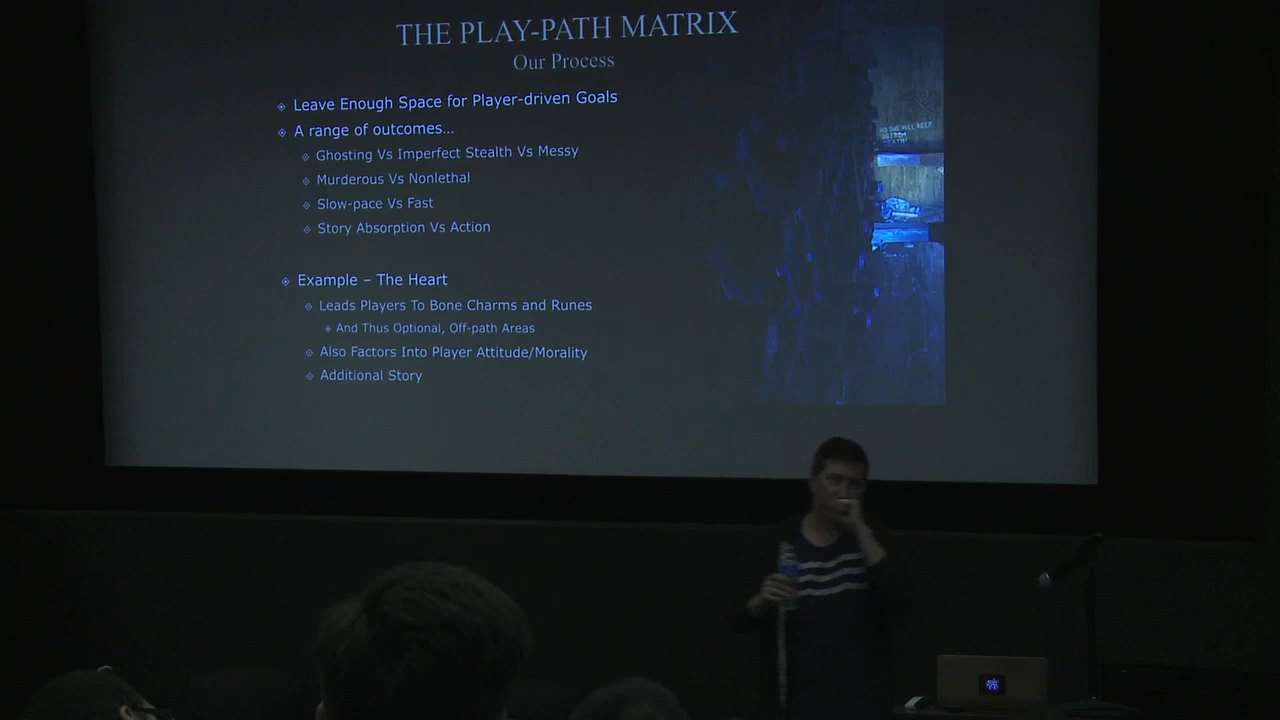 THE PLAY-PATH MATRIX
Our Process
Leave Enough Space for Player-driven Goals
A range of outcomes...
Ghosting Vs Imperfect Stealth Vs Messy
Murderous Vs Nonlethal
Slow-pace Vs Fast
Story Absorption Vs Action
Example – The Heart
Leads Players To Bone Charms and Runes
And Thus Optional, Off-path Areas
Also Factors Into Player Attitude/Morality
Additional Story
WILL KEEP